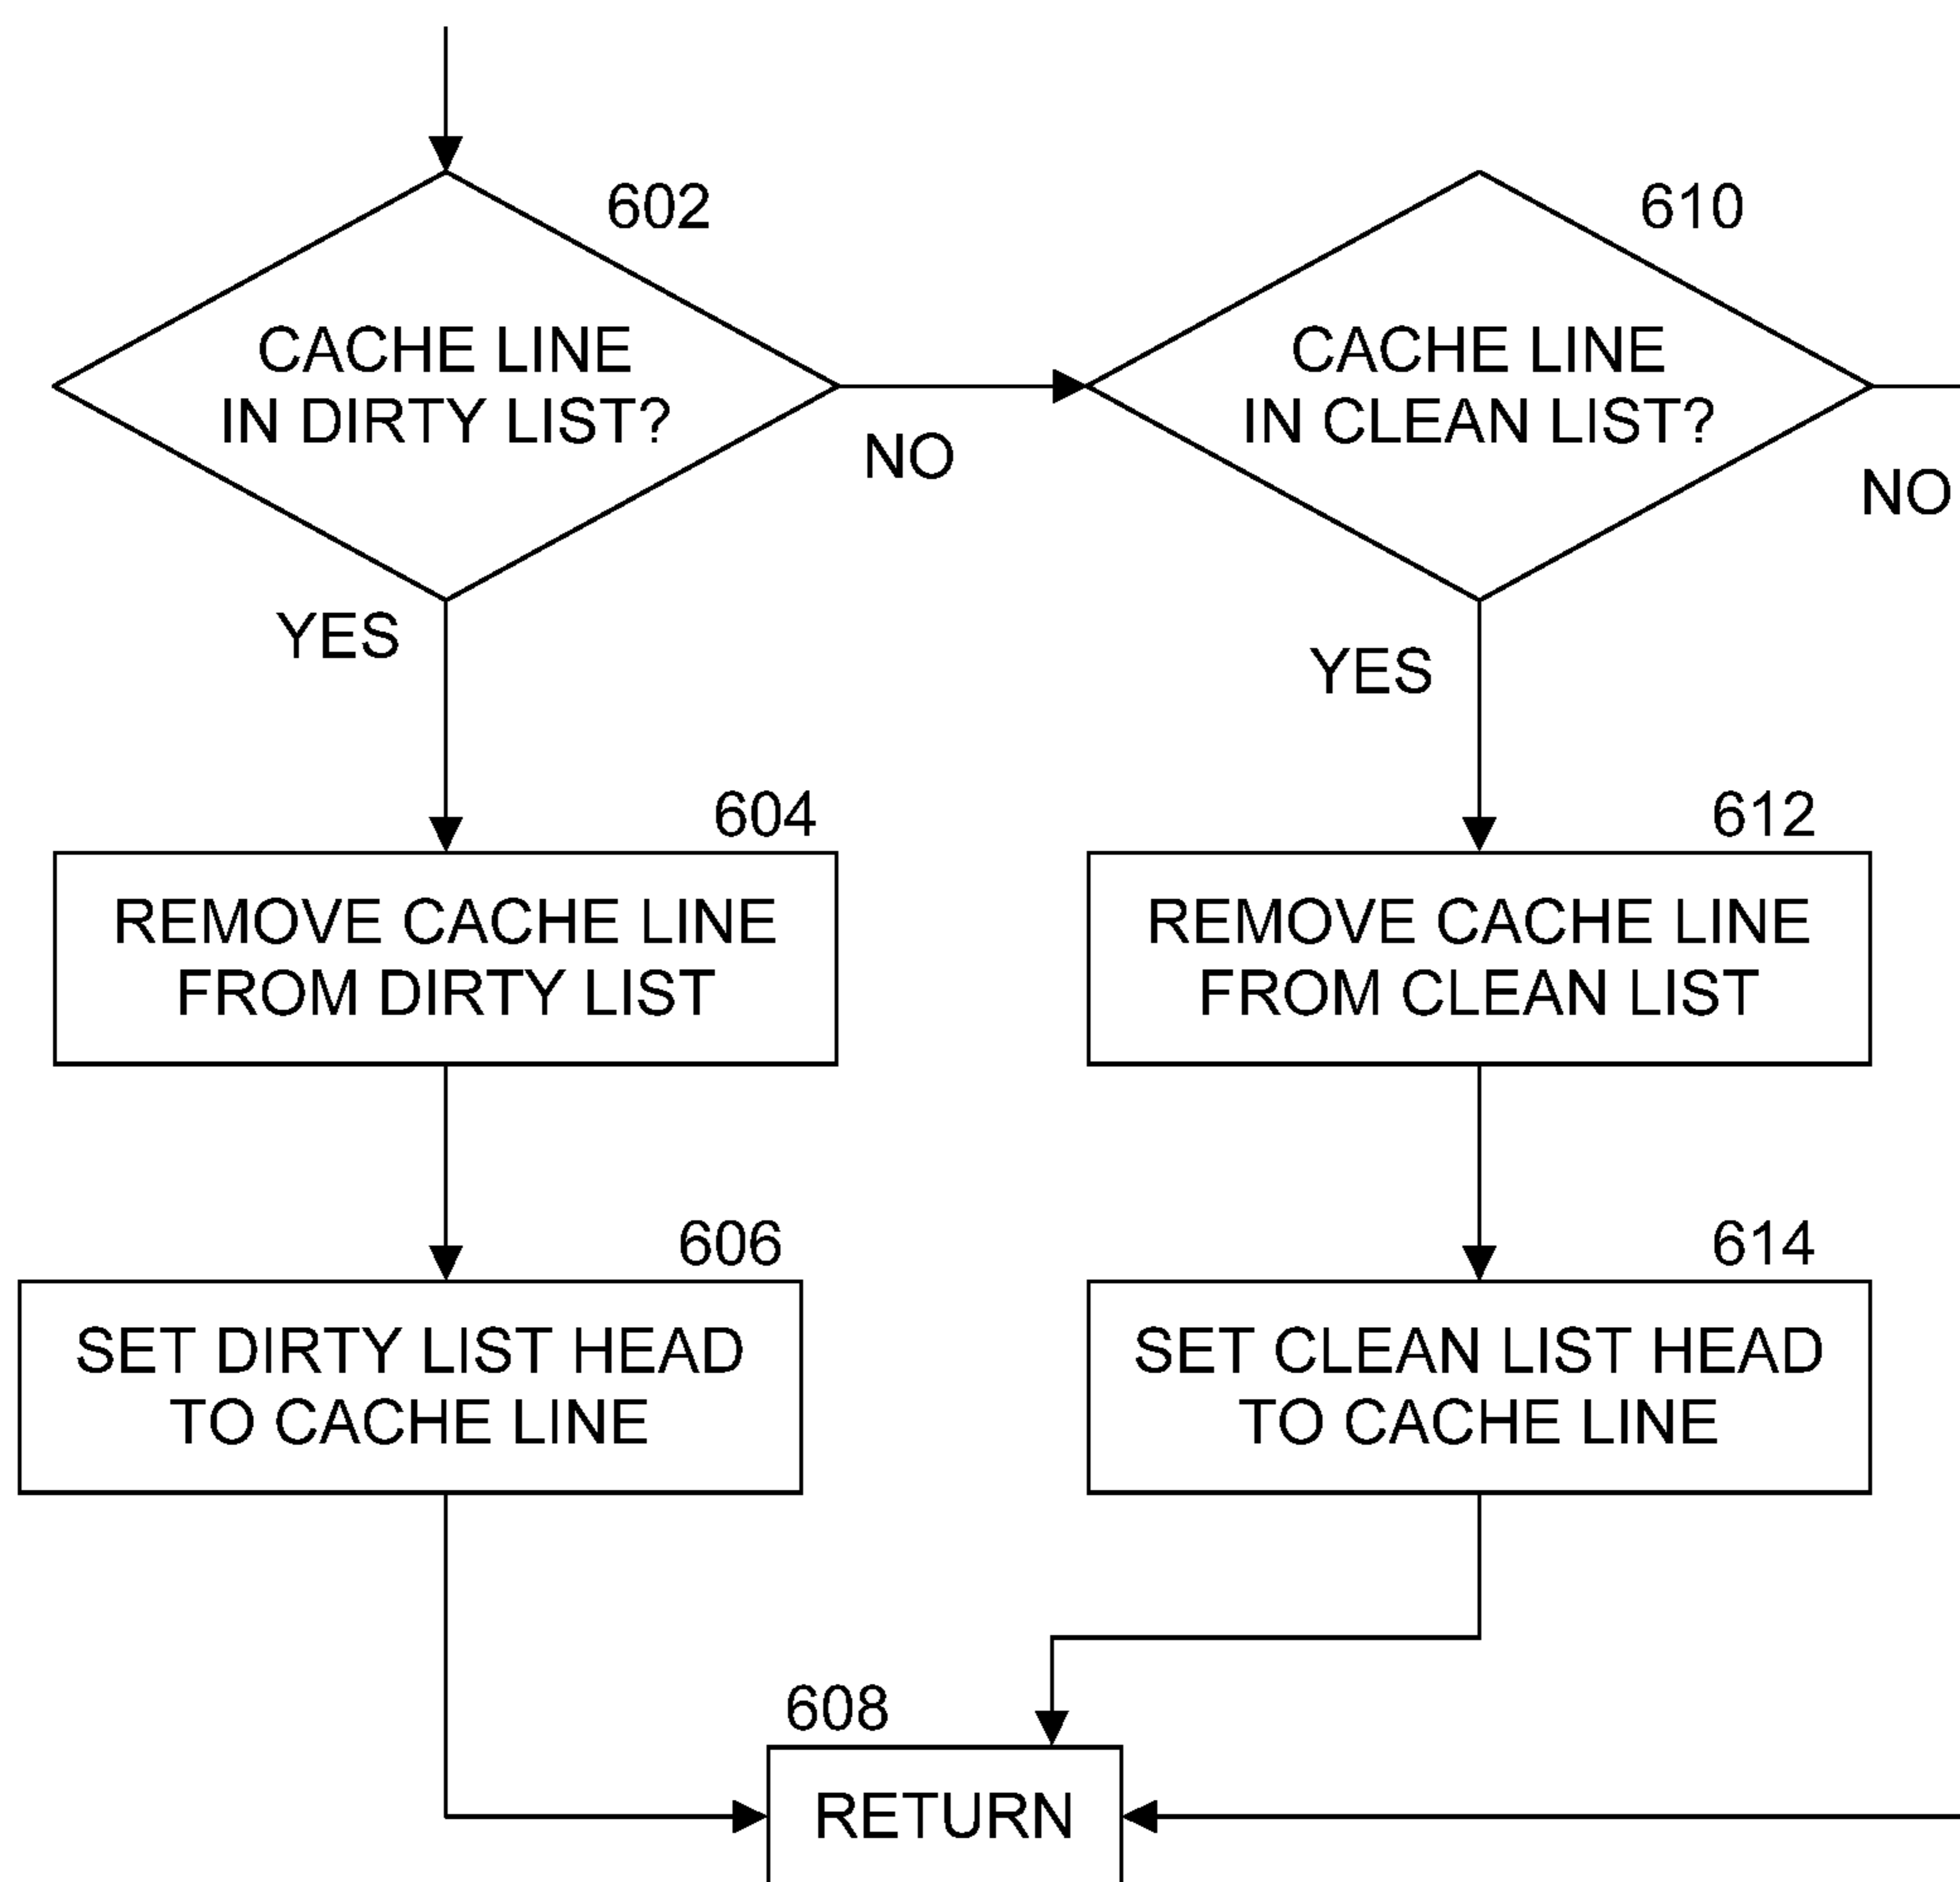 602
CACHE LINE
IN DIRTY LIST?
NO
YES
610
CACHE LINE
IN CLEAN LIST?
NO
YES
604
REMOVE CACHE LINE
FROM DIRTY LIST
612
REMOVE CACHE LINE
FROM CLEAN LIST
606
SET DIRTY LIST HEAD
TO CACHE LINE
614
SET CLEAN LIST HEAD
TO CACHE LINE
608
RETURN